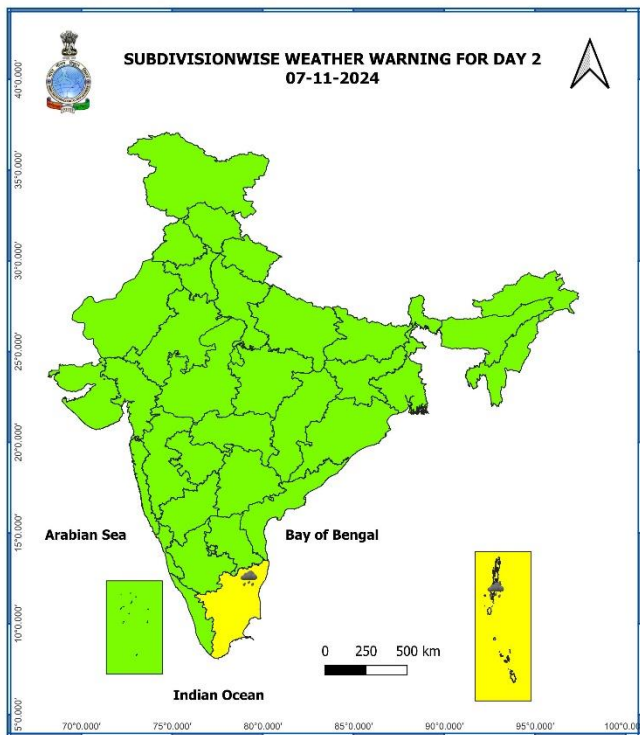 SUBDIVISIONWISE WEATHER WARNING FOR DAY 2
07-11-2024
40°0.000'
35°0.000'
30°0.000'
25°0.000'
20°0.000'
15°0.000'
10°0.000'
5°0.000'
Arabian Sea
Bay of Bengal
0 250 500 km
Indian Ocean
70°0.000' 75°0.000' 80°0.000' 85°0.000' 90°0.000' 95°0.000' 100°0.000'